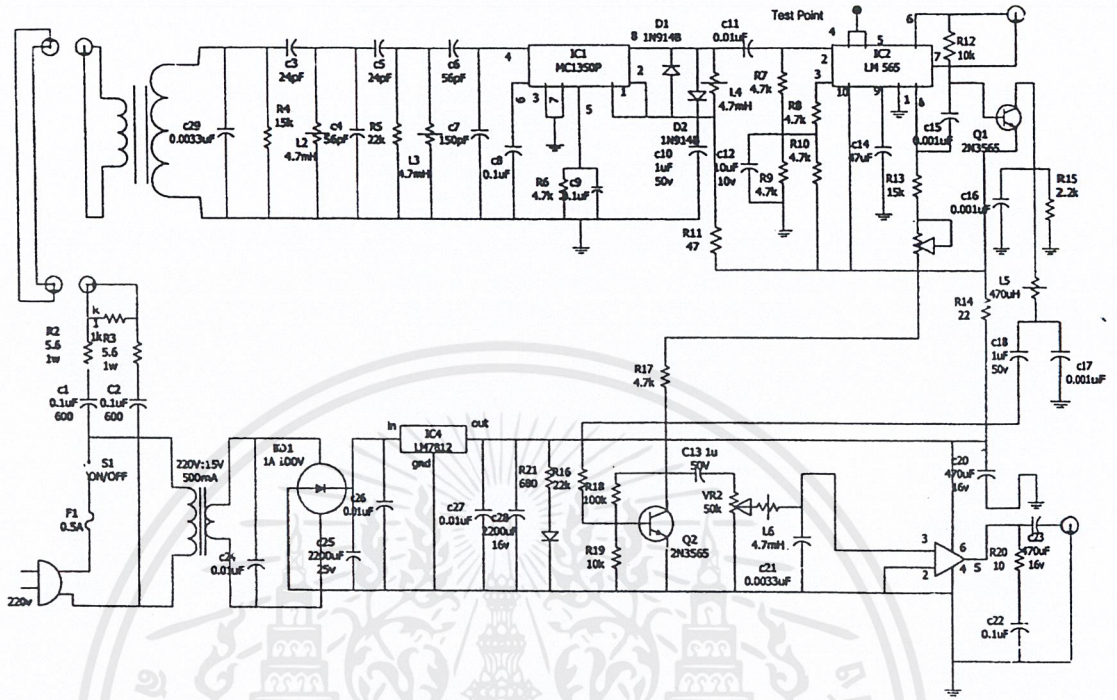 Test Point
c3
24pF
c5
24pF
c6
56pF
4
IC1
MC1350P
8
D1
1N914B
c11
0.01uF
4
5
6
IC2
LM 565
2
7
R12
10k
c29
0.0033uF
R4
15k
L2
4.7mH
c4
56pF
R5
22k
L3
4.7mH
c7
150pF
6
3
7
5
2
1
c8
0.1uF
R6
4.7k
c9
0.1uF
D2
1N914B
c10
1uF
50v
L4
4.7mH
R7
4.7k
c12
10uF
10v
R9
4.7k
3
R8
4.7k
R10
4.7k
10
9
1
c14
47uF
c15
0.001uF
Q1
2N3565
R13
15k
c16
0.001uF
R15
2.2k
R11
47
L5
470uH
R14
22
c18
1uF
50v
c17
0.001uF
R2
5.6
1w
1k
R3
5.6
1w
c1
0.1uF
600
C2
0.1uF
600
S1
ON/OFF
F1
0.5A
220v
220V:15V
500mA
c24
0.01uF
1A 100V
c25
2200uF
25v
c26
0.01uF
in
IC4
LM7812
gnd
out
c27
0.01uF
c28
2200uF
16v
R21
680
R16
22k
R18
100k
R19
10k
R17
4.7k
C13 1u
50V
Q2
2N3565
VR2
50k
L6
4.7mH
c21
0.0033uF
3
2
6
4
5
c20
470uF
16v
R20
10
c23
470uF
16v
c22
0.1uF